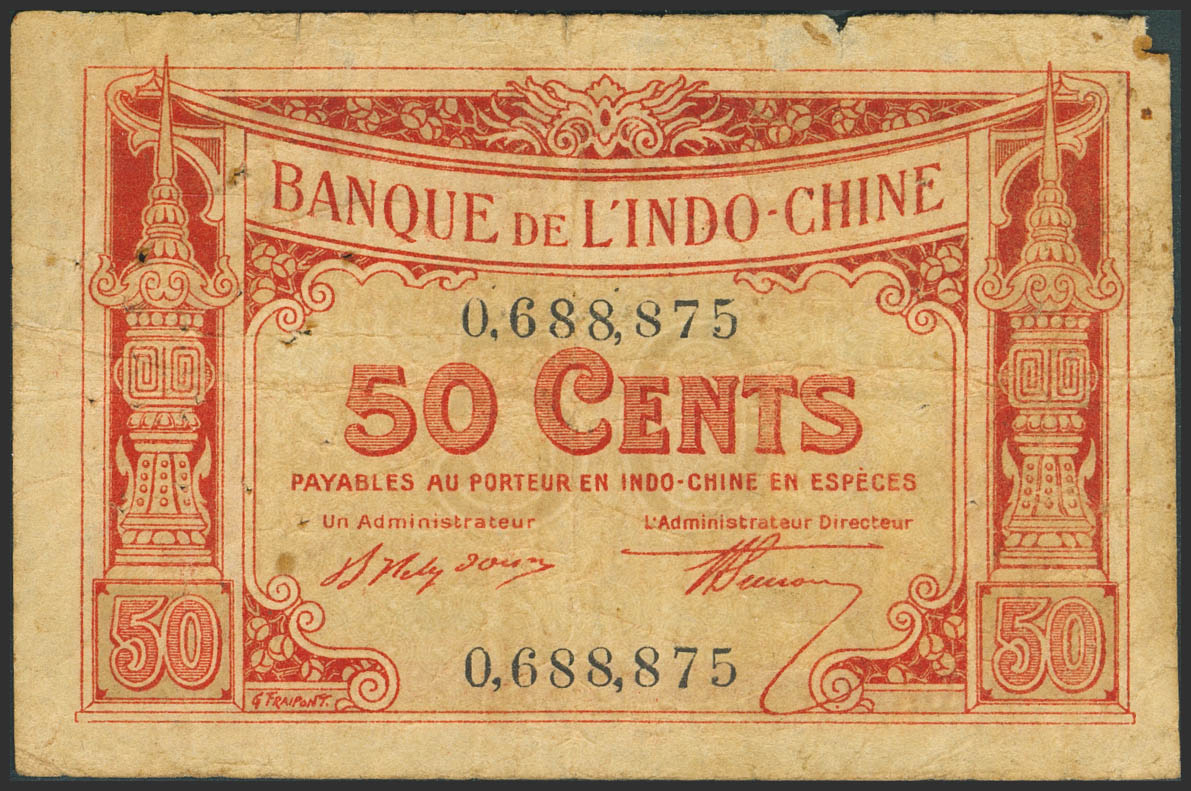 BANQUE DE L'INDO-CHINE
0,688,875
50 CENTS
PAYABLES AU PORTEUR EN INDO-CHINE EN ESPÈCES
Un Administrateur
L'Administrateur Directeur
50
50
0,688,875
G FRAIPONT.